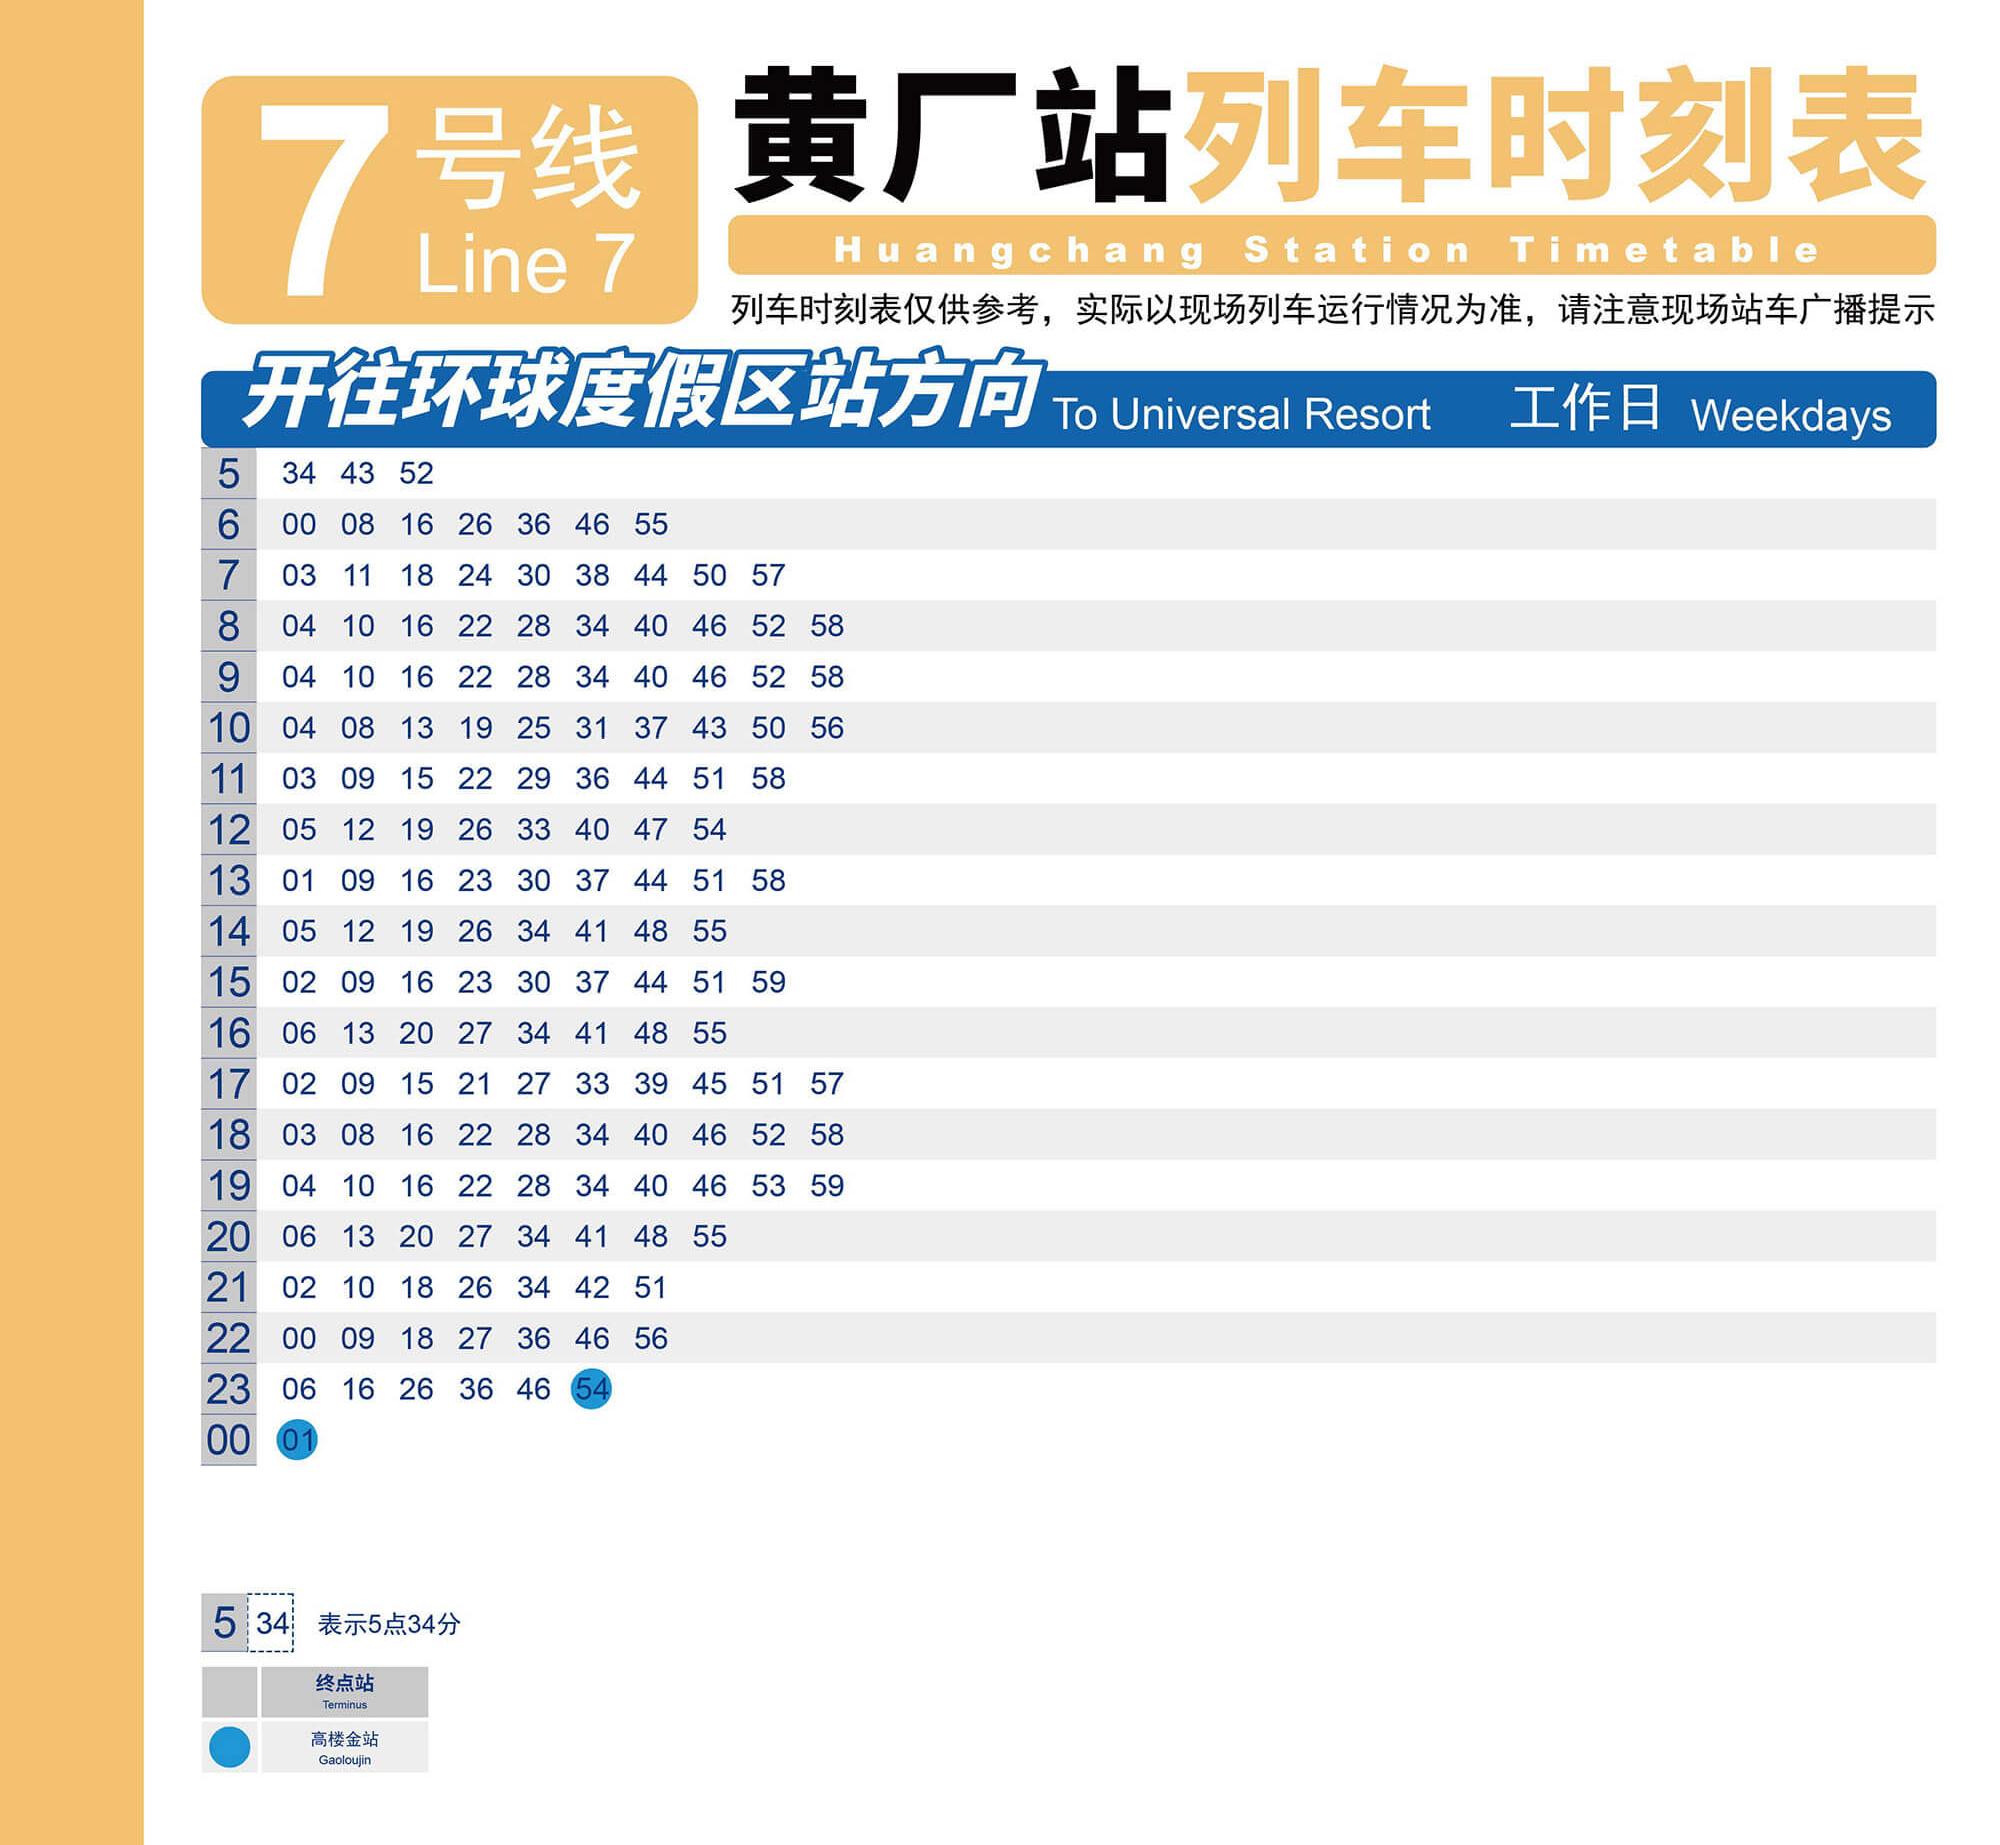 7号线
Line 7
黄厂站列车时刻表
Huangchang Station Timetable
列车时刻表仅供参考，实际以现场列车运行情况为准，请注意现场站车广播提示
开往环球度假区站方向 To Universal Resort 工作日 Weekdays
5 34 43 52
6 00 08 16 26 36 46 55
7 03 11 18 24 30 38 44 50 57
8 04 10 16 22 28 34 40 46 52 58
9 04 10 16 22 28 34 40 46 52 58
10 04 08 13 19 25 31 37 43 50 56
11 03 09 15 22 29 36 44 51 58
12 05 12 19 26 33 40 47 54
13 01 09 16 23 30 37 44 51 58
14 05 12 19 26 34 41 48 55
15 02 09 16 23 30 37 44 51 59
16 06 13 20 27 34 41 48 55
17 02 09 15 21 27 33 39 45 51 57
18 03 08 16 22 28 34 40 46 52 58
19 04 10 16 22 28 34 40 46 53 59
20 06 13 20 27 34 41 48 55
21 02 10 18 26 34 42 51
22 00 09 18 27 36 46 56
23 06 16 26 36 46 54
00 01
5 34 表示5点34分
终点站
Terminus
高楼金站
Gaoloujin